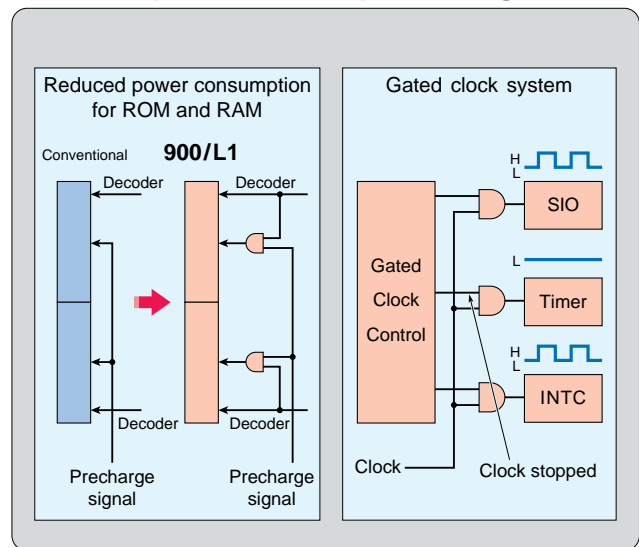 Reduced power consumption
for ROM and RAM
Conventional 900/L1
Decoder Decoder
Decoder Decoder
Precharge
signal
Precharge
signal
Gated clock system
H
L
SIO
Gated
Clock
Control
L
Timer
H
L
INTC
Clock
Clock stopped